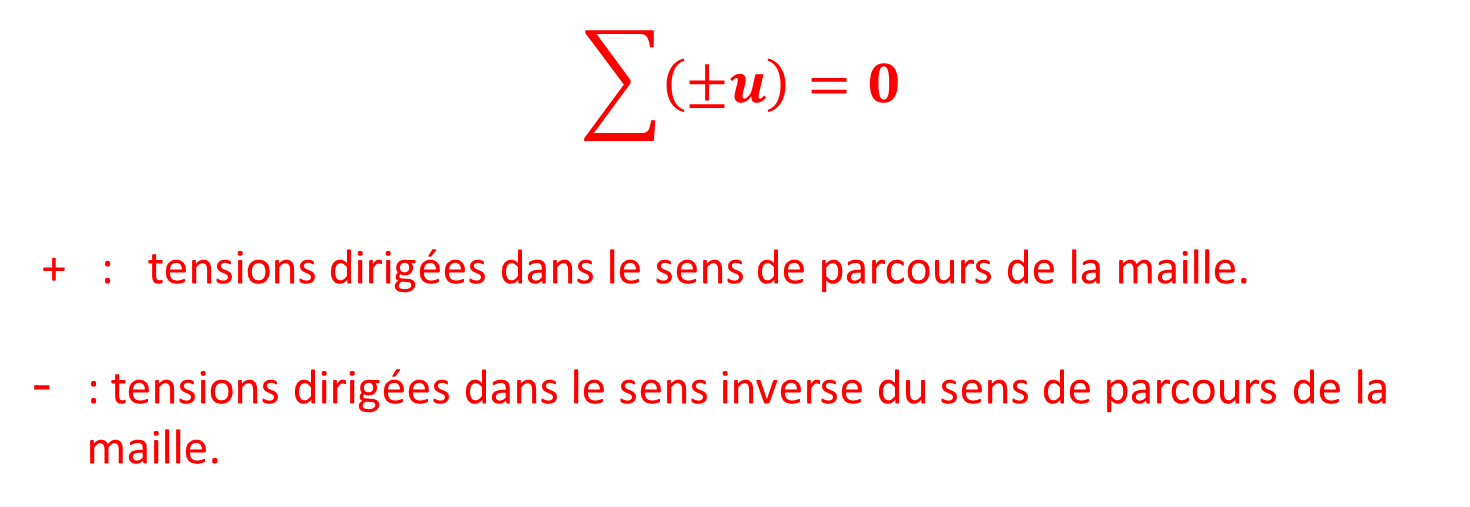 ∑(±u) = 0
+ : tensions dirigées dans le sens de parcours de la maille.
- : tensions dirigées dans le sens inverse du sens de parcours de la
maille.